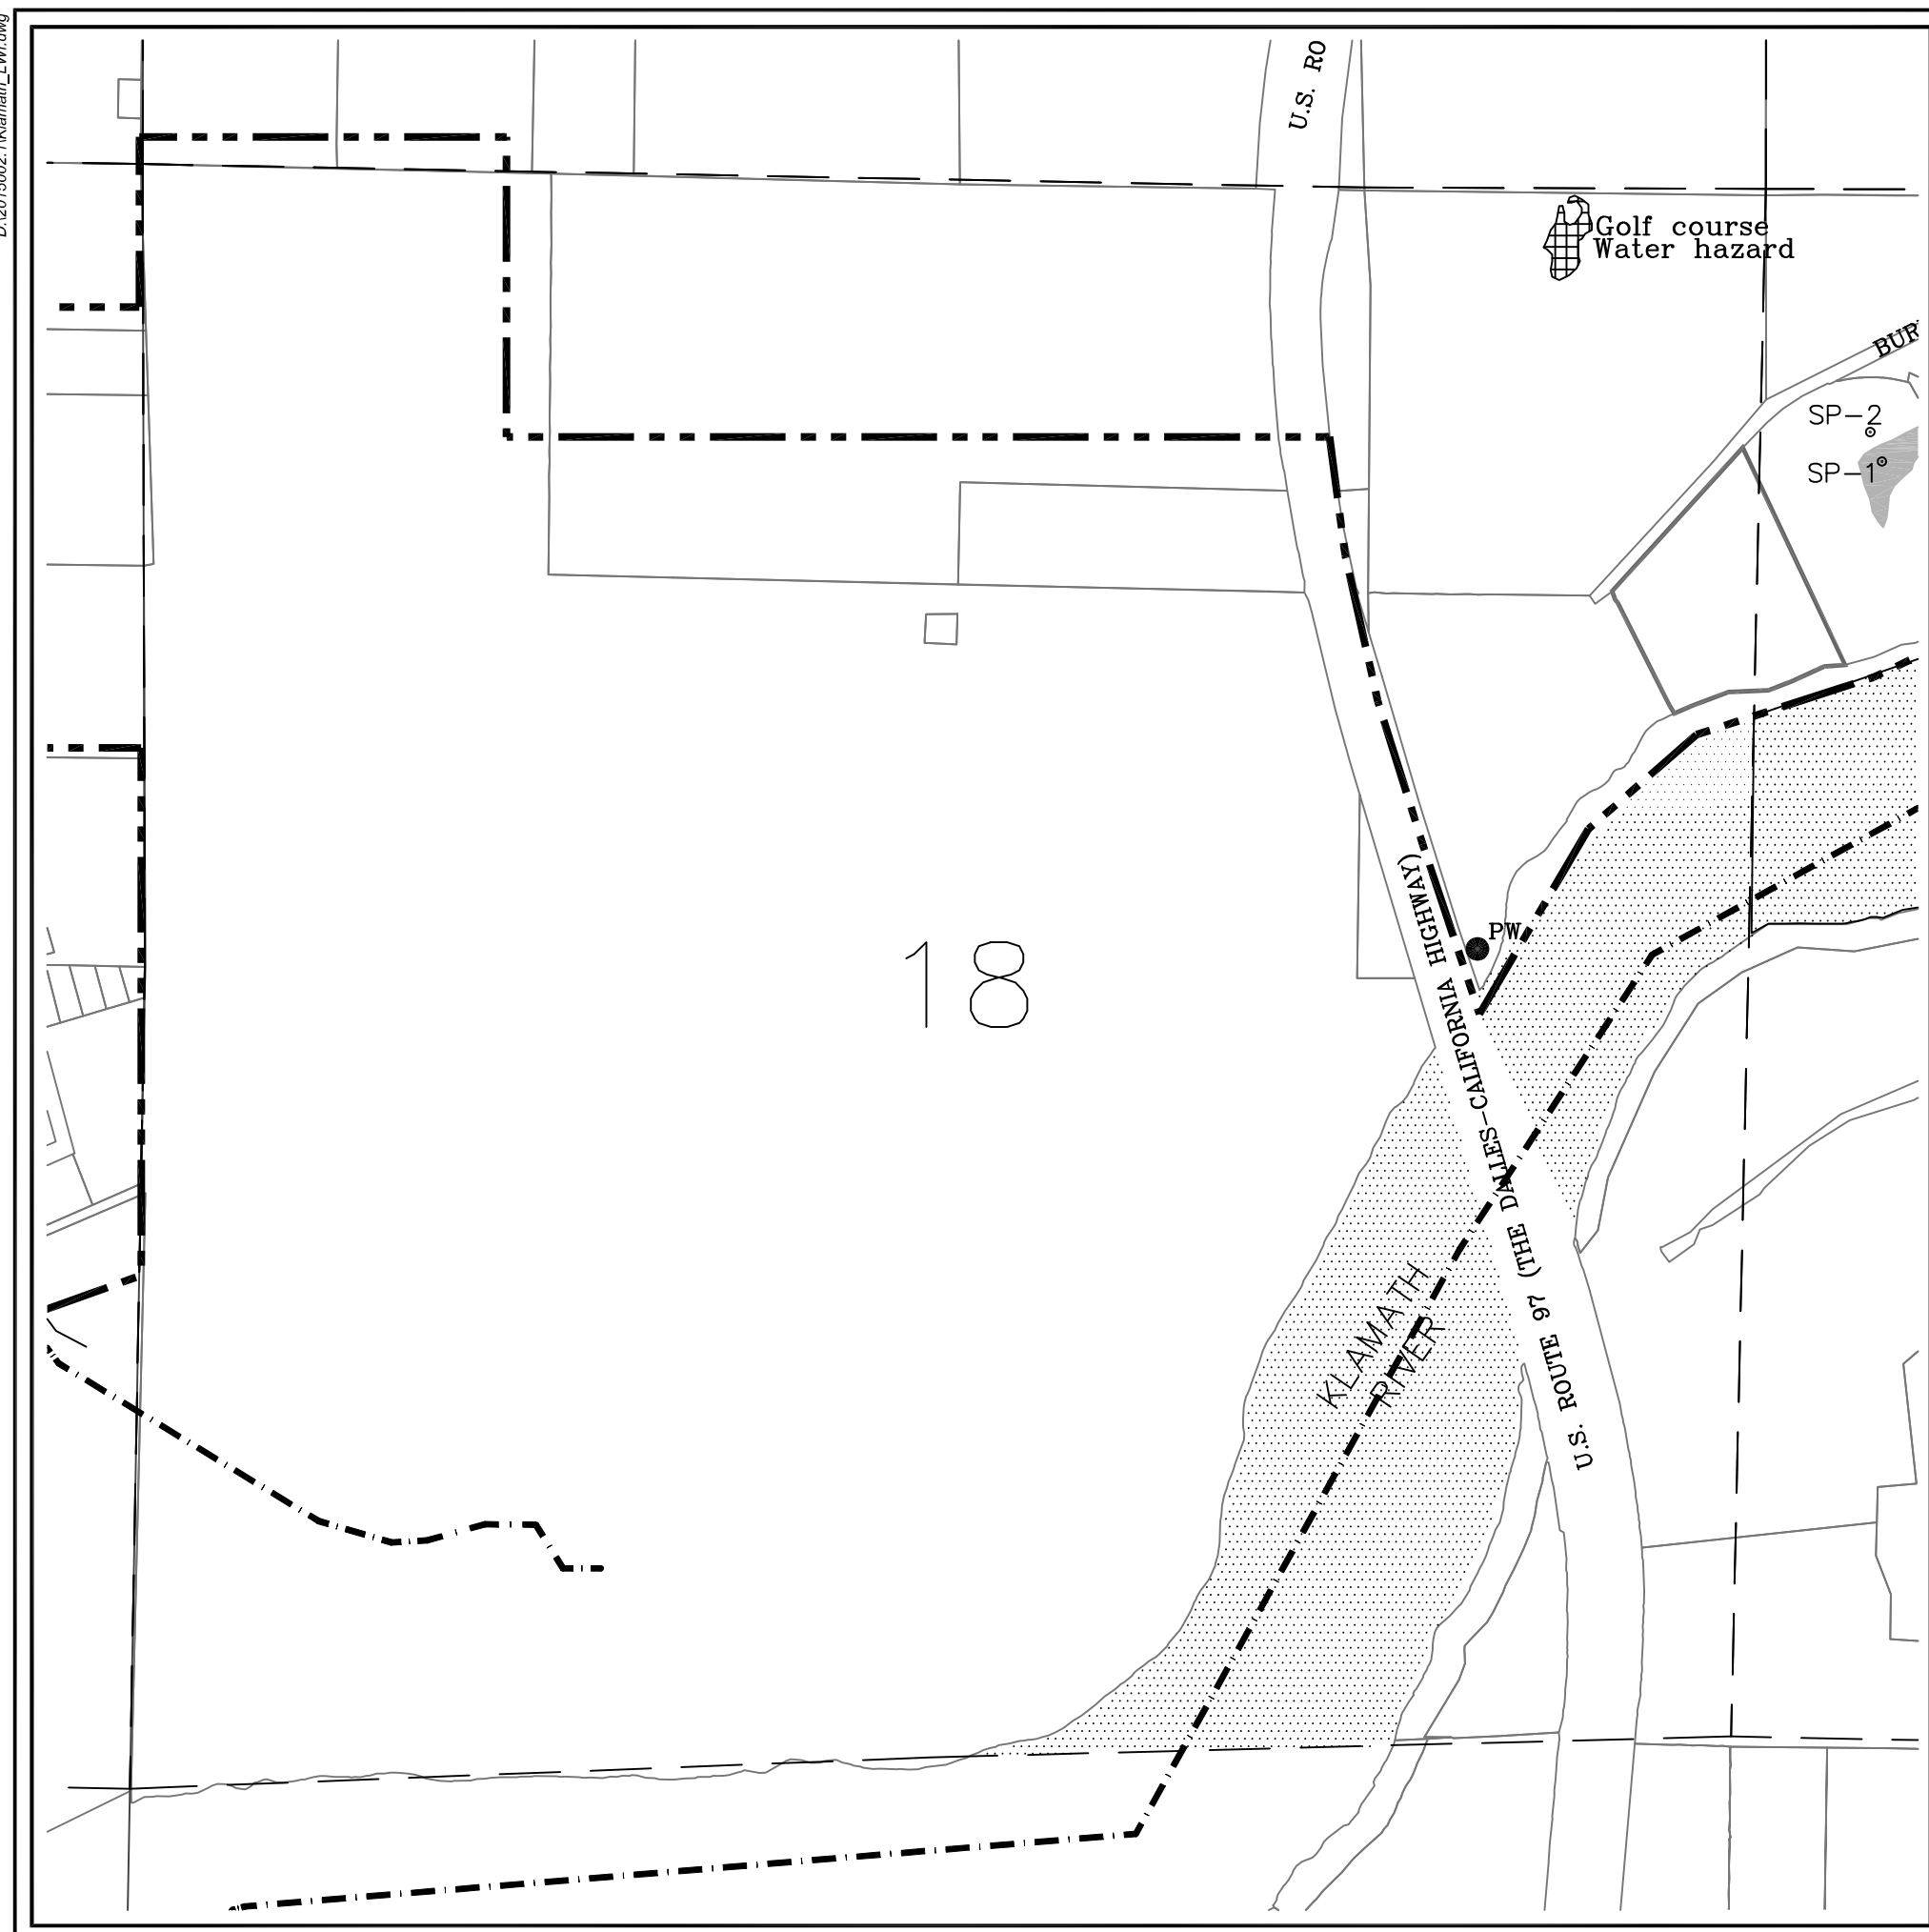 U.S. RO
Golf course
Water hazard
BUR
SP-2
SP-1
PW
18
U.S. ROUTE 97 (THE DALLES-CALIFORNIA HIGHWAY)
KLAMATH
RIVER